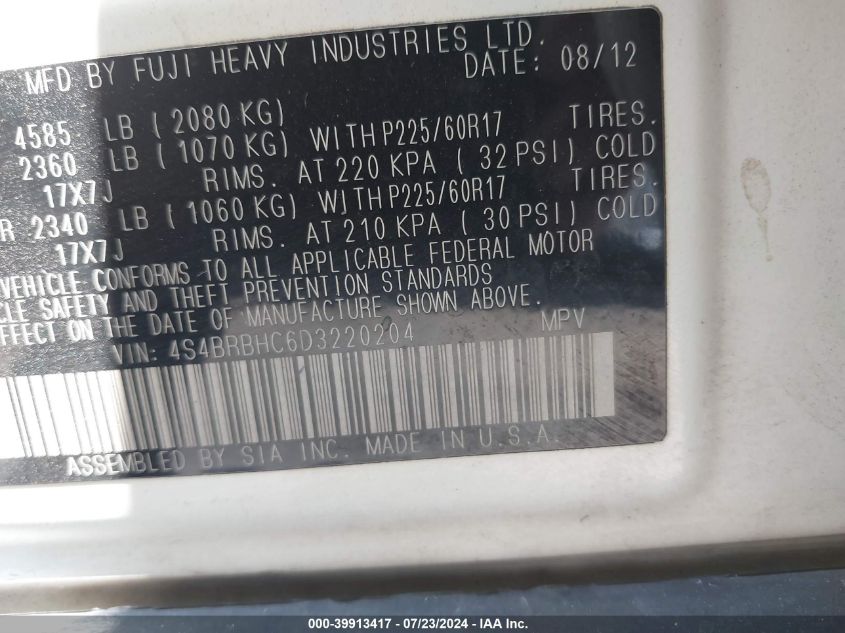 MFD BY FUJI HEAVY INDUSTRIES LTD.
DATE: 08/12
4585 LB ( 2080 KG)
2360 LB ( 1070 KG) WITH P225/60R17 TIRES.
17X7J RIMS. AT 220 KPA ( 32 PSI) COLD
R 2340 LB ( 1060 KG) WITH P225/60R17 TIRES.
17X7J RIMS. AT 210 KPA ( 30 PSI) COLD
VEHICLE CONFORMS TO ALL APPLICABLE FEDERAL MOTOR
CLE SAFETY AND THEFT PREVENTION STANDARDS
EFFECT ON THE DATE OF MANUFACTURE SHOWN ABOVE.
VIN: 4S4BRBHC6D3220204 MPV
ASSEMBLED BY SIA INC. MADE IN U.S.A.
000-39913417 - 07/23/2024 - IAA Inc.